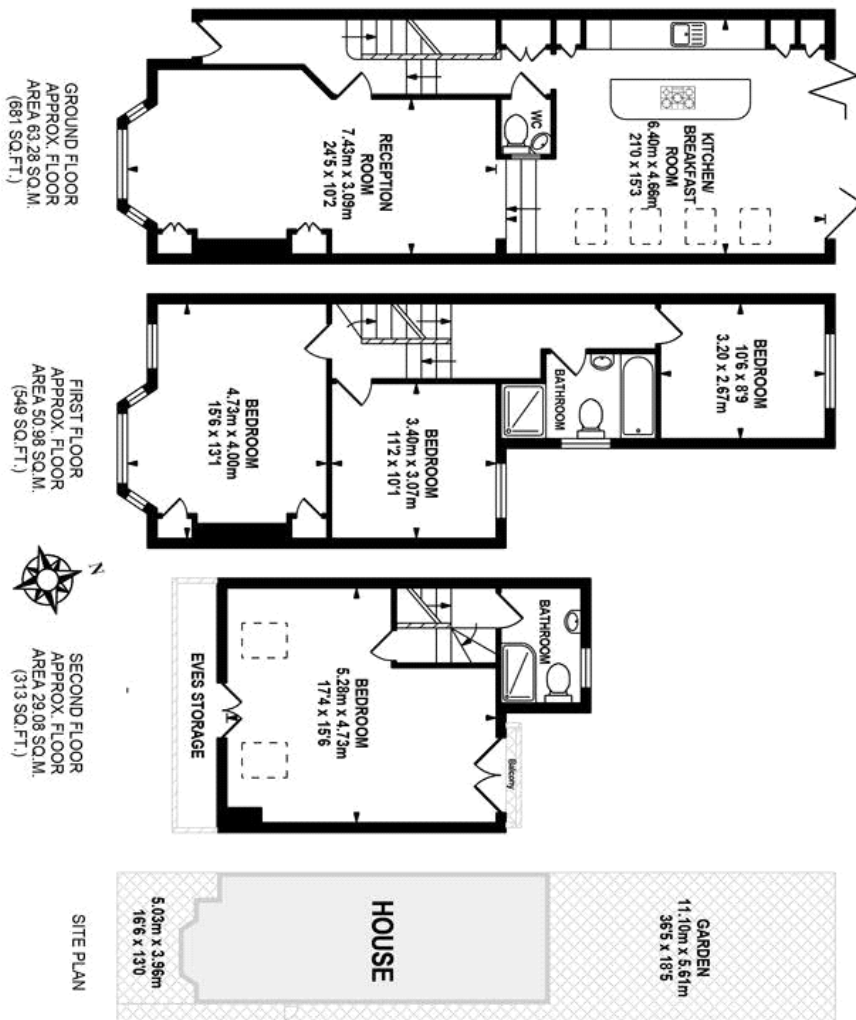 KITCHEN/
BREAKFAST
ROOM
6.40m x 4.66m
21'0 x 15'3
WC
RECEPTION
ROOM
7.43m x 3.09m
24'5 x 10'2
GROUND FLOOR
APPROX. FLOOR
AREA 63.28 SQ.M.
(681 SQ.FT.)
BEDROOM
10'6 x 8'9
3.20 x 2.67m
BATHROOM
BEDROOM
3.40m x 3.07m
11'2 x 10'1
BEDROOM
4.73m x 4.00m
15'6 x 13'1
FIRST FLOOR
APPROX. FLOOR
AREA 50.98 SQ.M.
(549 SQ.FT.)
N
BATHROOM
BEDROOM
5.28m x 4.73m
17'4 x 15'6
Balcony
EVES STORAGE
SECOND FLOOR
APPROX. FLOOR
AREA 29.08 SQ.M.
(313 SQ.FT.)
GARDEN
11.10m x 5.61m
36'5 x 18'5
HOUSE
5.03m x 3.96m
16'6 x 13'0
SITE PLAN